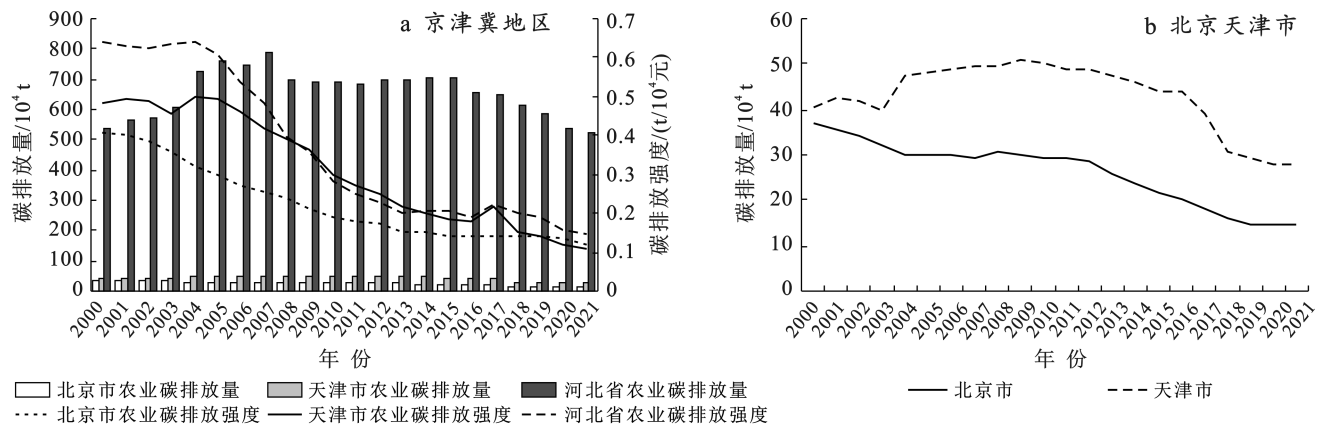 a 京津冀地区
碳排放量/10⁴ t
900
800
700
600
500
400
300
200
100
0
碳排放强度/(t/10⁴元)
0.7
0.6
0.5
0.4
0.3
0.2
0.1
0
2000 2001 2002 2003 2004 2005 2006 2007 2008 2009 2010 2011 2012 2013 2014 2015 2016 2017 2018 2019 2020 2021
年 份
北京市农业碳排放量 天津市农业碳排放量 河北省农业碳排放量
北京市农业碳排放强度 天津市农业碳排放强度 河北省农业碳排放强度
b 北京天津市
碳排放量/10⁴ t
60
50
40
30
20
10
0
2000 2001 2002 2003 2004 2005 2006 2007 2008 2009 2010 2011 2012 2013 2014 2015 2016 2017 2018 2019 2020 2021
年 份
北京市 天津市